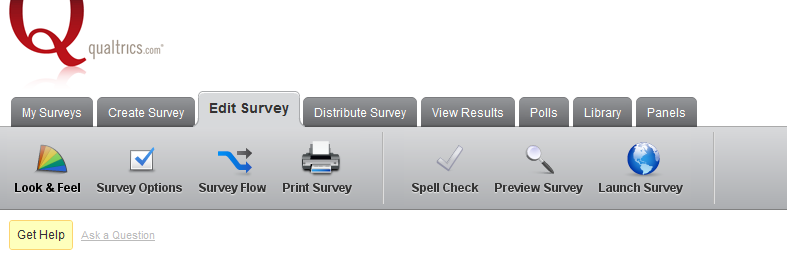 Q
qualtrics.com®
My Surveys Create Survey Edit Survey Distribute Survey View Results Polls Library Panels
Look & Feel Survey Options Survey Flow Print Survey Spell Check Preview Survey Launch Survey
Get Help Ask a Question